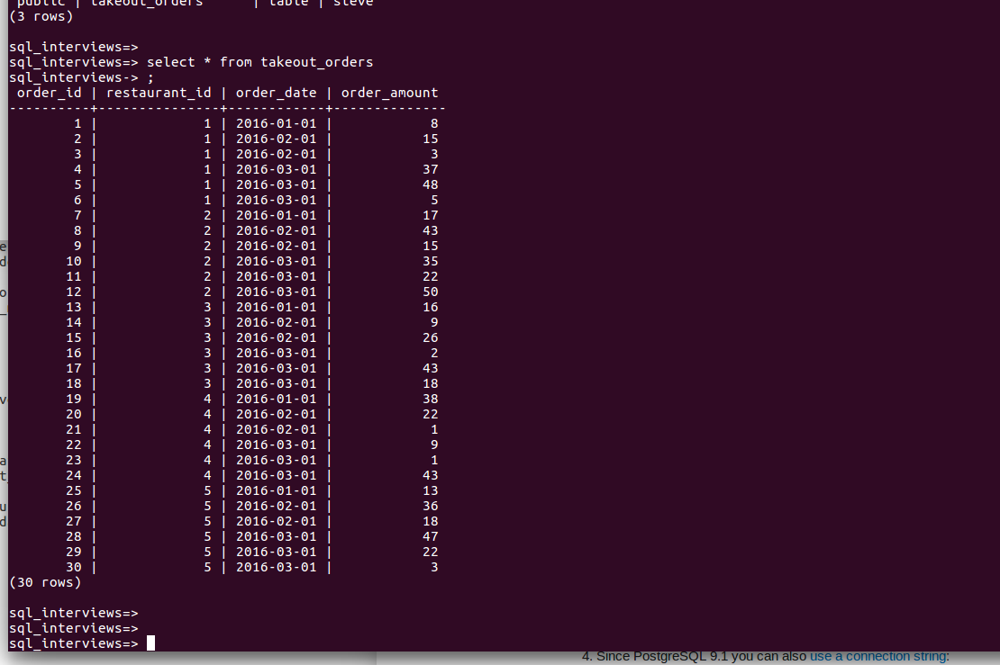 public | takeout_orders      | table | steve
(3 rows)

sql_interviews=>
sql_interviews=> select * from takeout_orders
sql_interviews-> ;
 order_id | restaurant_id | order_date | order_amount
----------+---------------+------------+--------------
        1 |             1 | 2016-01-01 |            8
        2 |             1 | 2016-02-01 |           15
        3 |             1 | 2016-02-01 |            3
        4 |             1 | 2016-03-01 |           37
        5 |             1 | 2016-03-01 |           48
        6 |             1 | 2016-03-01 |            5
        7 |             2 | 2016-01-01 |           17
        8 |             2 | 2016-02-01 |           43
        9 |             2 | 2016-02-01 |           15
       10 |             2 | 2016-03-01 |           35
       11 |             2 | 2016-03-01 |           22
       12 |             2 | 2016-03-01 |           50
       13 |             3 | 2016-01-01 |           16
       14 |             3 | 2016-02-01 |            9
       15 |             3 | 2016-02-01 |           26
       16 |             3 | 2016-03-01 |            2
       17 |             3 | 2016-03-01 |           43
       18 |             3 | 2016-03-01 |           18
       19 |             4 | 2016-01-01 |           38
       20 |             4 | 2016-02-01 |           22
       21 |             4 | 2016-02-01 |            1
       22 |             4 | 2016-03-01 |            9
       23 |             4 | 2016-03-01 |            1
       24 |             4 | 2016-03-01 |           43
       25 |             5 | 2016-01-01 |           13
       26 |             5 | 2016-02-01 |           36
       27 |             5 | 2016-02-01 |           18
       28 |             5 | 2016-03-01 |           47
       29 |             5 | 2016-03-01 |           22
       30 |             5 | 2016-03-01 |            3
(30 rows)

sql_interviews=>
sql_interviews=>
sql_interviews=>
4. Since PostgreSQL 9.1 you can also use a connection string: